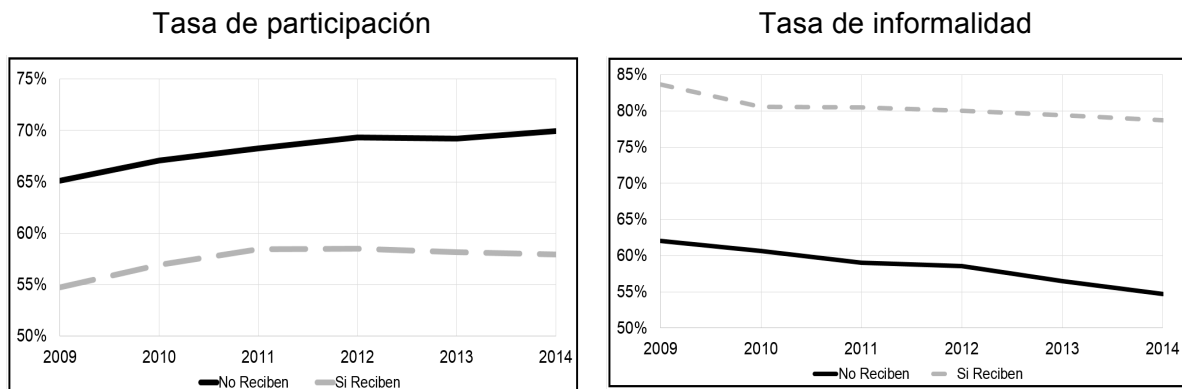 Tasa de participación
75%
70%
65%
60%
55%
50%
2009 2010 2011 2012 2013 2014
No Reciben Si Reciben
Tasa de informalidad
85%
80%
75%
70%
65%
60%
55%
50%
2009 2010 2011 2012 2013 2014
No Reciben Si Reciben